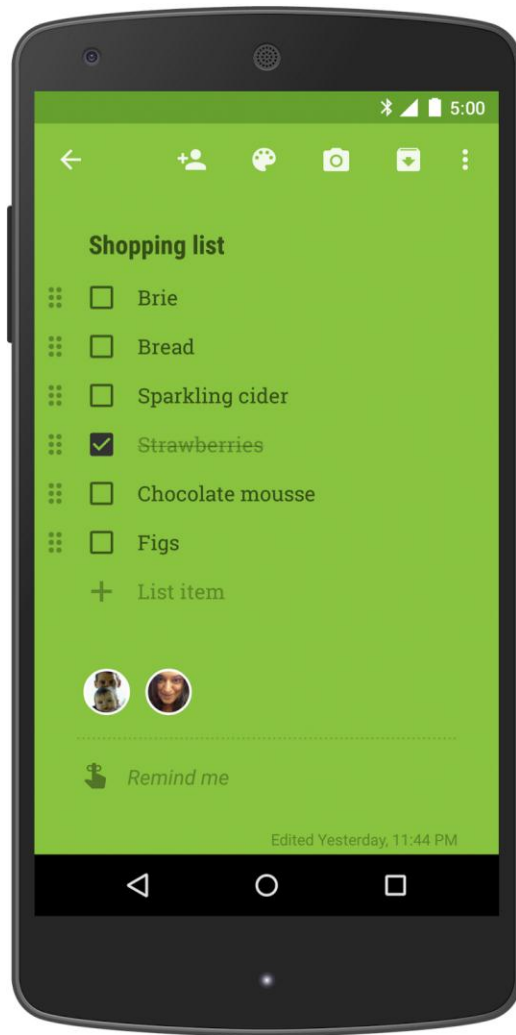 5:00
Shopping list
Brie
Bread
Sparkling cider
Strawberries
Chocolate mousse
Figs
List item
Remind me
Edited Yesterday, 11:44 PM